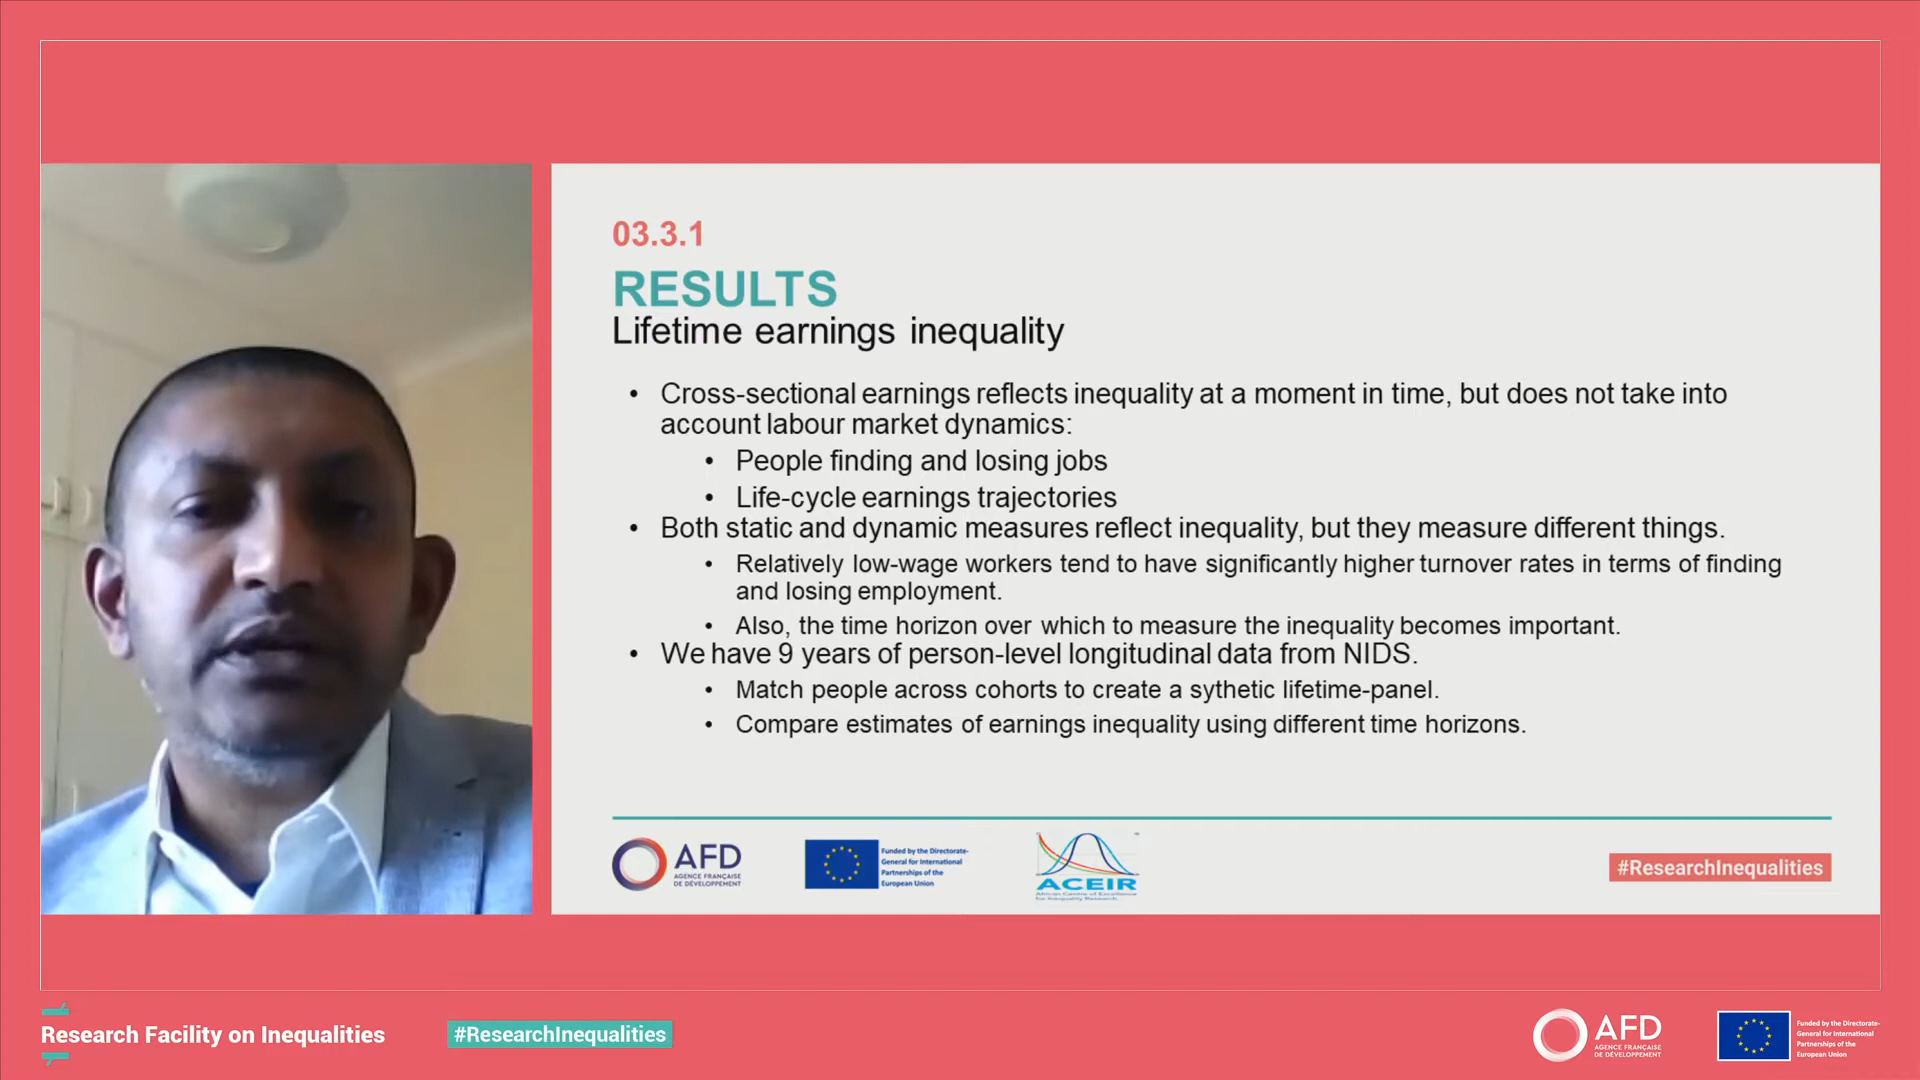 03.3.1
RESULTS
Lifetime earnings inequality
• Cross-sectional earnings reflects inequality at a moment in time, but does not take into
account labour market dynamics:
• People finding and losing jobs
• Life-cycle earnings trajectories
• Both static and dynamic measures reflect inequality, but they measure different things.
• Relatively low-wage workers tend to have significantly higher turnover rates in terms of finding
and losing employment.
• Also, the time horizon over which to measure the inequality becomes important.
• We have 9 years of person-level longitudinal data from NIDS.
• Match people across cohorts to create a sythetic lifetime-panel.
• Compare estimates of earnings inequality using different time horizons.
AFD
AGENCE FRANÇAISE
DE DÉVELOPPEMENT
Funded by the Directorate-
General for International
Partnerships of the
European Union
ACEIR
African Centre of Excellence
for Inequality Research
#ResearchInequalities
Research Facility on Inequalities
#ResearchInequalities
AFD
AGENCE FRANÇAISE
DE DÉVELOPPEMENT
Funded by the Directorate-
General for International
Partnerships of the
European Union